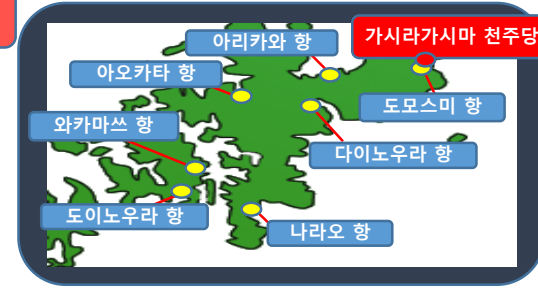 아리카와 항
가시라가시마 천주당
아오카타 항
도모스미 항
와카마쓰 항
다이노우라 항
도이노우라 항
나라오 항